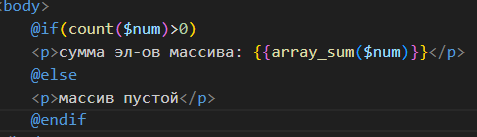 <body>
@if(count($num)>0)
<p>сумма эл-ов массива: {{array_sum($num)}}</p>
@else
<p>массив пустой</p>
@endif